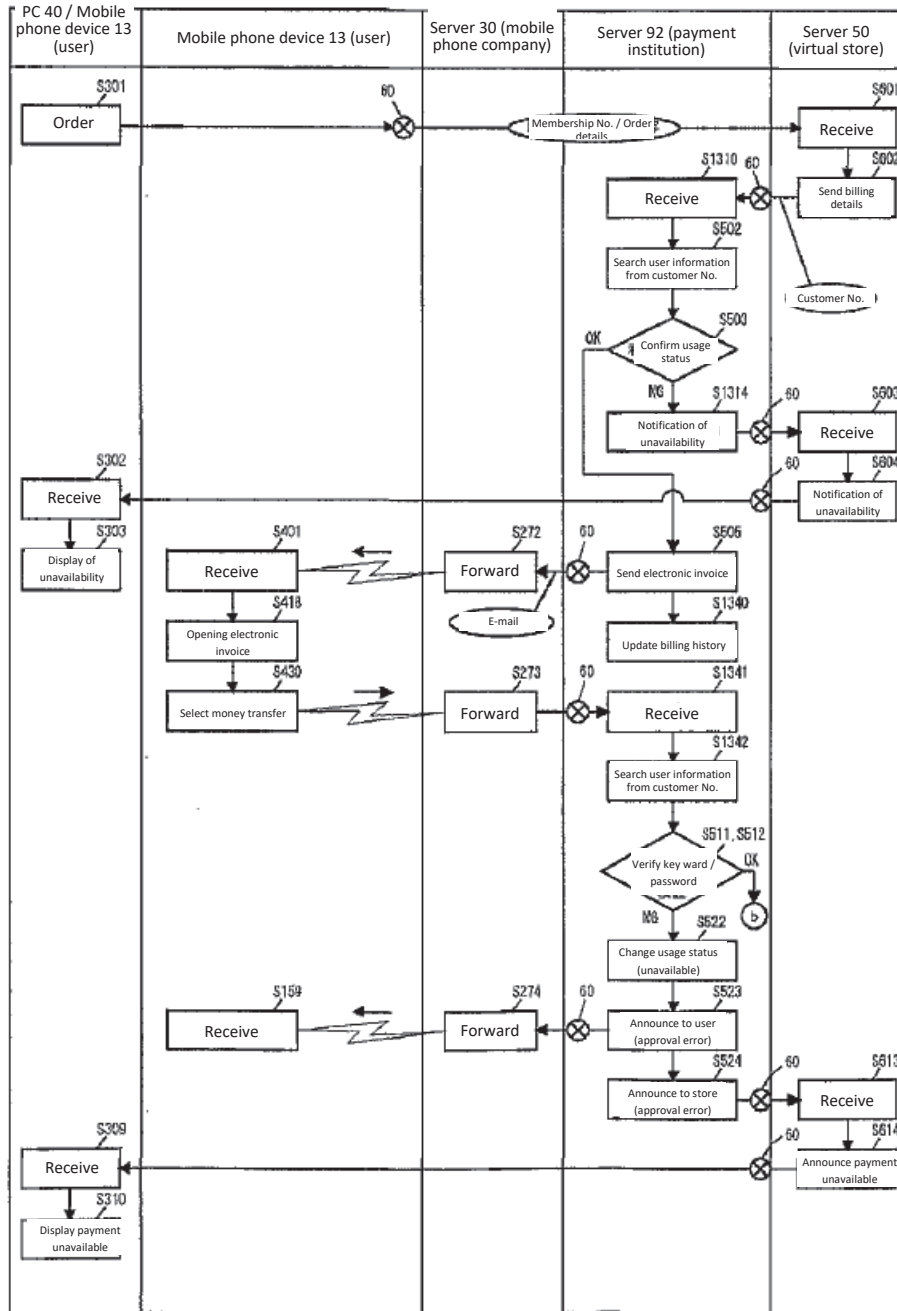 PC 40 / Mobile
phone device 13
(user)
Mobile phone device 13 (user)
Server 30 (mobile
phone company)
Server 92 (payment
institution)
Server 50
(virtual store)
S301
Order
60
Membership No. / Order
details
S601
Receive
S602
Send billing
details
60
S1310
Receive
S502
Search user information
from customer No.
Customer No.
S503
Confirm usage
status
OK
NG
S1314
Notification of
unavailability
60
S603
Receive
S604
Notification of
unavailability
60
S302
Receive
S303
Display of
unavailability
S401
Receive
S272
Forward
60
S505
Send electronic invoice
E-mail
S418
Opening electronic
invoice
S1340
Update billing history
S430
Select money transfer
S273
Forward
60
S1341
Receive
S1342
Search user information
from customer No.
S511, S512
Verify key ward /
password
OK
b
NG
S522
Change usage status
(unavailable)
S159
Receive
S274
Forward
60
S523
Announce to user
(approval error)
S524
Announce to store
(approval error)
60
S613
Receive
S614
Announce payment
unavailable
60
S309
Receive
S310
Display payment
unavailable